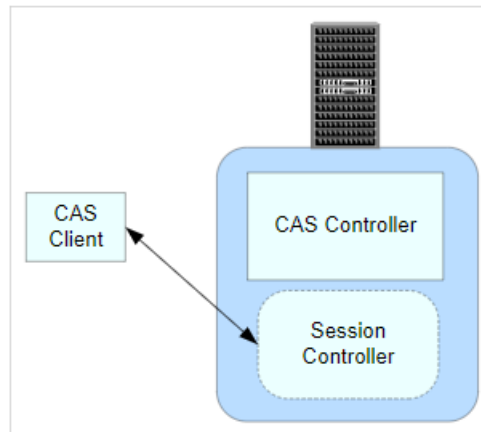 CAS
Client
CAS Controller
Session
Controller